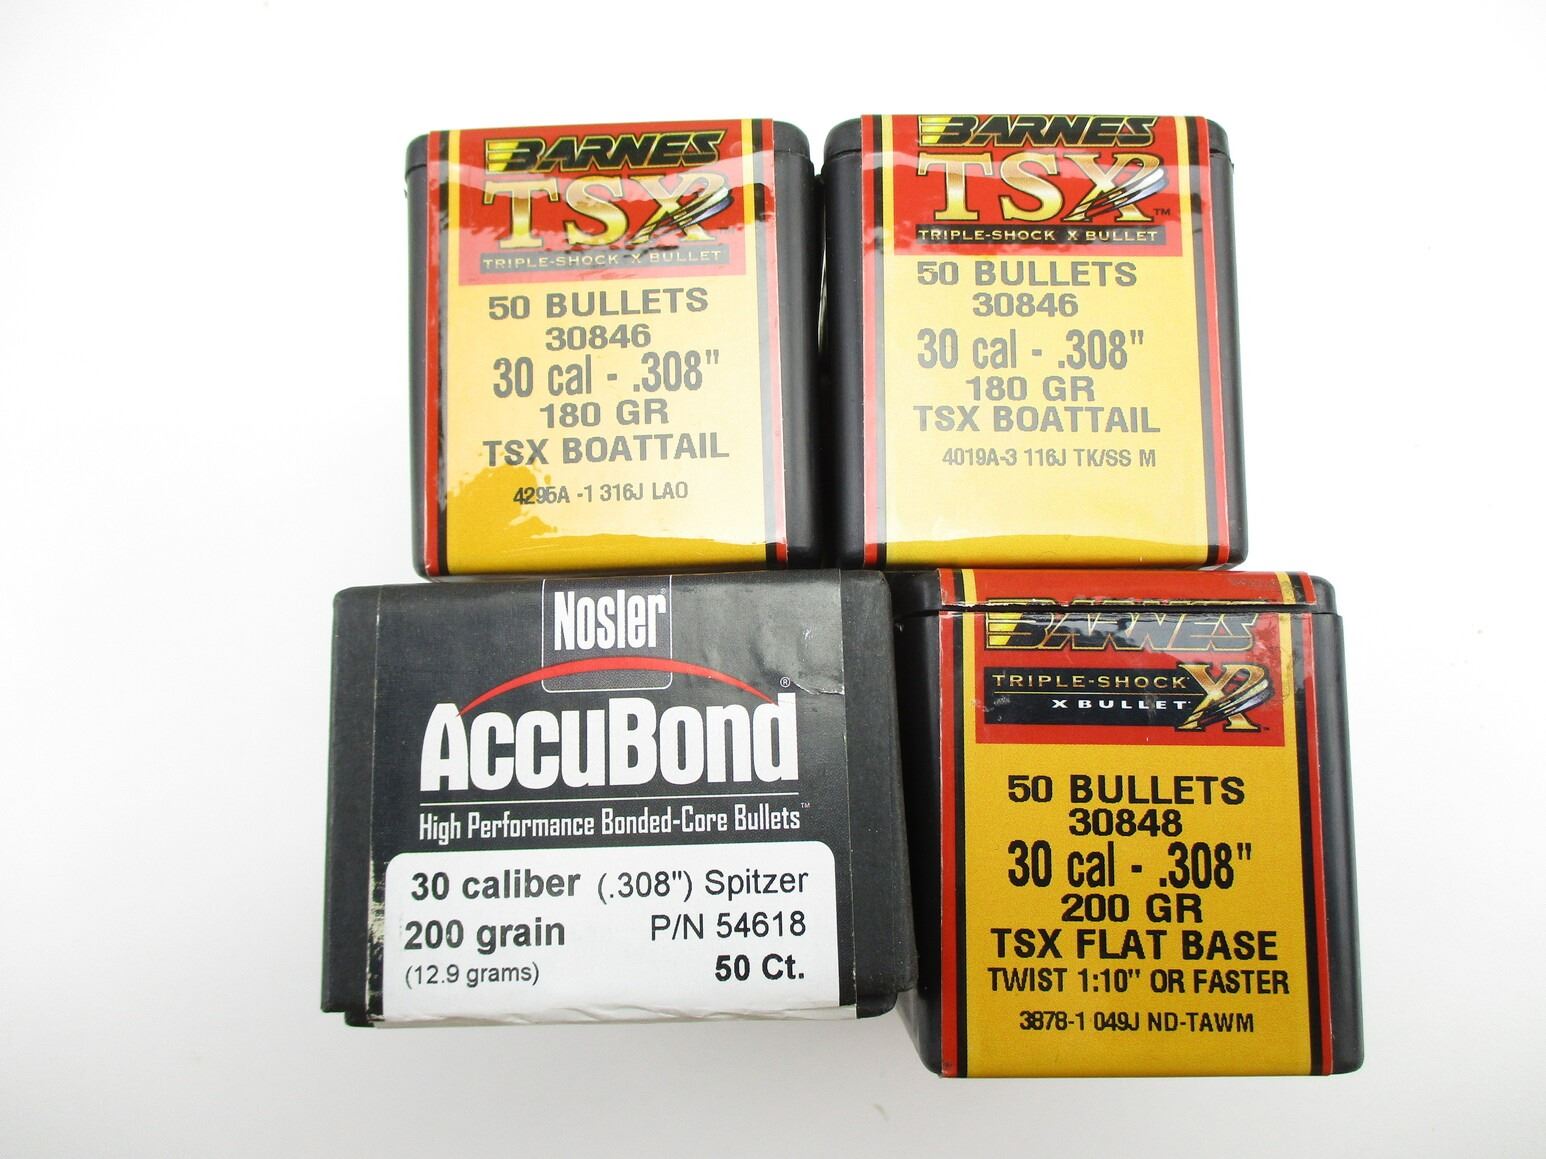 BARNES
TSX
TRIPLE-SHOCK X BULLET
50 BULLETS
30846
30 cal - .308"
180 GR
TSX BOATTAIL
4295A -1 316J LAO
BARNES
TSX™
TRIPLE-SHOCK X BULLET
50 BULLETS
30846
30 cal - .308"
180 GR
TSX BOATTAIL
4019A-3 116J TK/SS M
Nosler
AccuBond®
High Performance Bonded-Core Bullets™
30 caliber (.308") Spitzer
200 grain P/N 54618
(12.9 grams) 50 Ct.
BARNES
TRIPLE-SHOCK X
X BULLET
50 BULLETS
30848
30 cal - .308"
200 GR
TSX FLAT BASE
TWIST 1:10" OR FASTER
3878-1 049J ND-TAWM